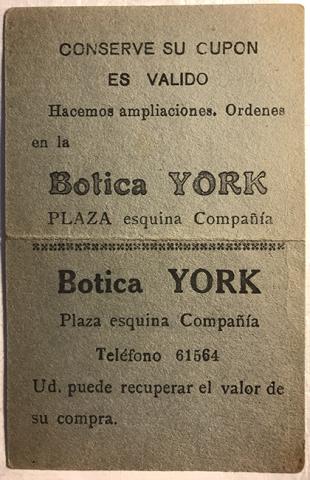 CONSERVE SU CUPON
ES VALIDO
Hacemos ampliaciones. Ordenes
en la
Botica YORK
PLAZA esquina Compañía
Botica YORK
Plaza esquina Compañía
Teléfono 61564
Ud. puede recuperar el valor de
su compra.